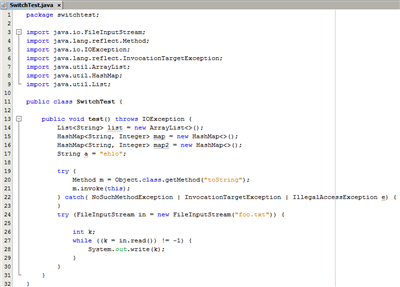 SwitchTest.java
1 package switchtest;
2
3 import java.io.FileInputStream;
4 import java.lang.reflect.Method;
5 import java.io.IOException;
6 import java.lang.reflect.InvocationTargetException;
7 import java.util.ArrayList;
8 import java.util.HashMap;
9 import java.util.List;
10
11 public class SwitchTest {
12
13 public void test() throws IOException {
14 List<String> list = new ArrayList<>();
15 HashMap<String, Integer> map = new HashMap<>();
16 HashMap<String, Integer> map2 = new HashMap<>();
17 String a = "ehlo";
18
19 try {
20 Method m = Object.class.getMethod("toString");
21 m.invoke(this);
22 } catch( NoSuchMethodException | InvocationTargetException | IllegalAccessException e) {
23 }
24 try (FileInputStream in = new FileInputStream("foo.txt")) {
25
26 int k;
27 while ((k = in.read()) != -1) {
28 System.out.write(k);
29 }
30 }
31 }
32 }